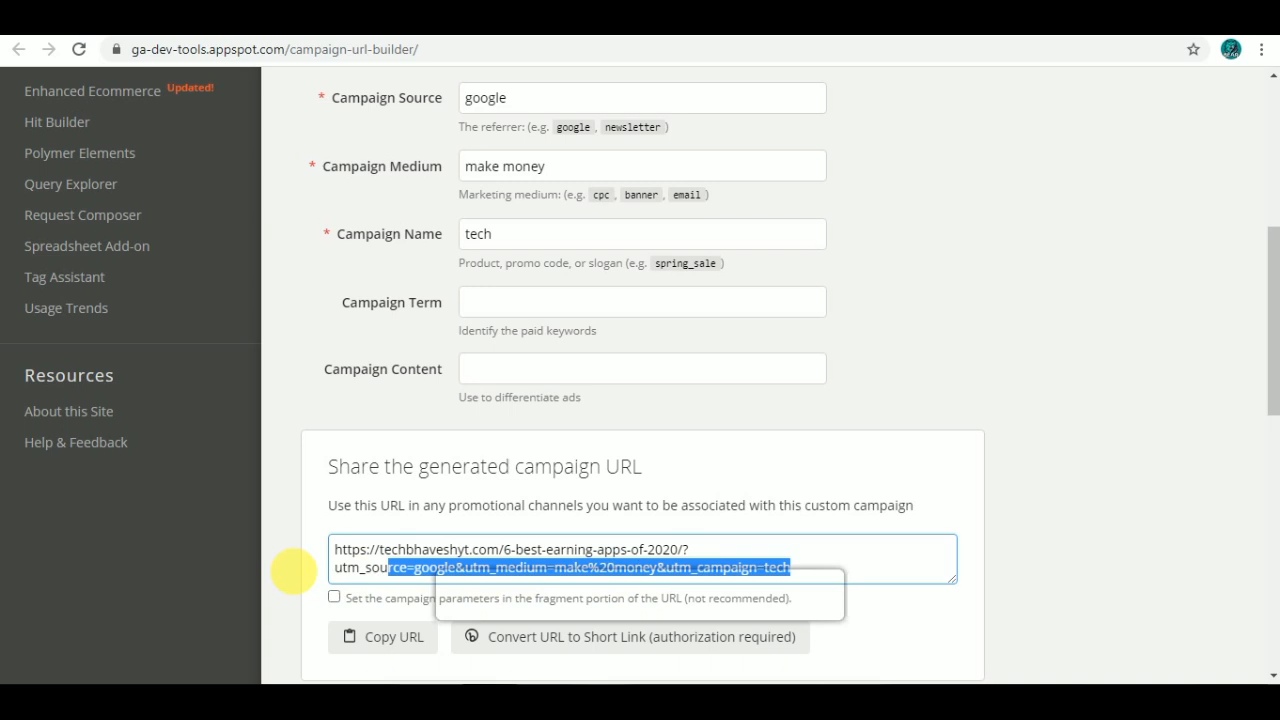 ga-dev-tools.appspot.com/campaign-url-builder/
Enhanced Ecommerce Updated!
Hit Builder
Polymer Elements
Query Explorer
Request Composer
Spreadsheet Add-on
Tag Assistant
Usage Trends
Resources
About this Site
Help & Feedback
* Campaign Source google
The referrer: (e.g. google, newsletter)
* Campaign Medium make money
Marketing medium: (e.g. cpc, banner, email)
* Campaign Name tech
Product, promo code, or slogan (e.g. spring_sale)
Campaign Term
Identify the paid keywords
Campaign Content
Use to differentiate ads
Share the generated campaign URL
Use this URL in any promotional channels you want to be associated with this custom campaign
https://techbhaveshyt.com/6-best-earning-apps-of-2020/?
utm_source=google&utm_medium=make%20money&utm_campaign=tech
Set the campaign parameters in the fragment portion of the URL (not recommended).
Copy URL
Convert URL to Short Link (authorization required)